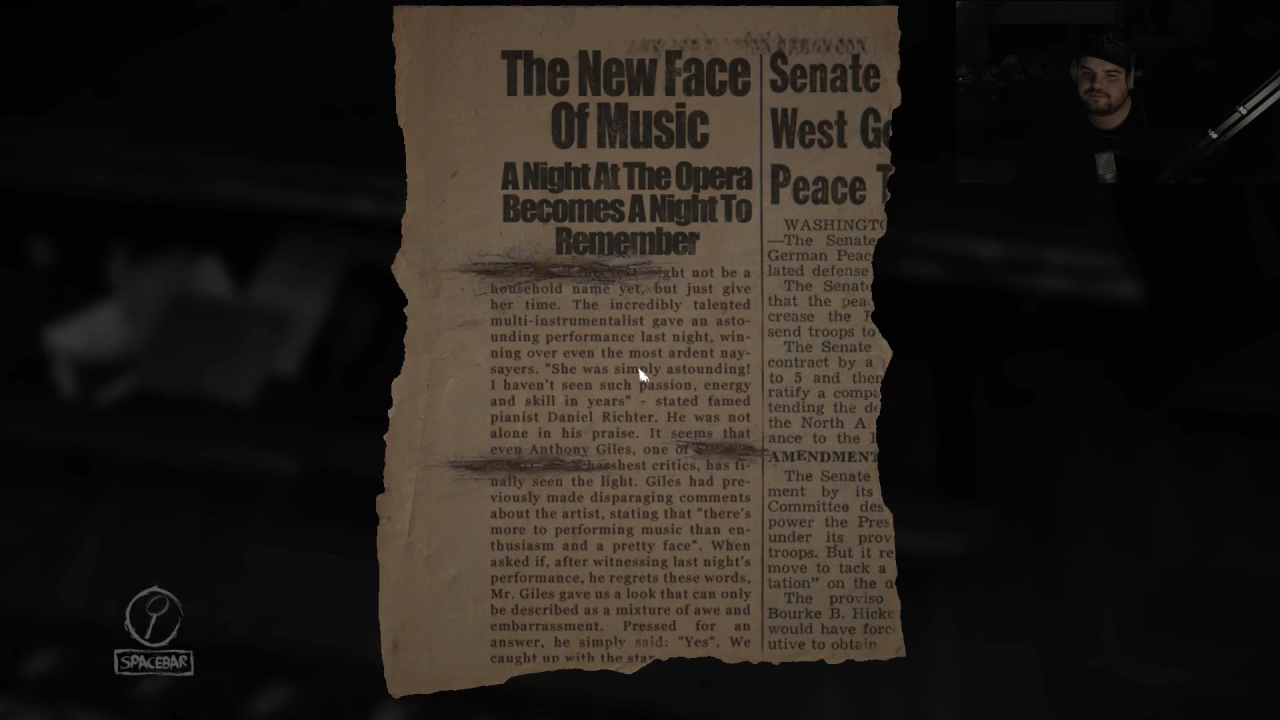 The New Face
Of Music
A Night At The Opera
Becomes A Night To
Remember
ght not be a
household name yet, but just give
her time. The incredibly talented
multi-instrumentalist gave an asto-
unding performance last night, win-
ning over even the most ardent nay-
sayers. "She was simply astounding!
I haven't seen such passion, energy
and skill in years" - stated famed
pianist Daniel Richter. He was not
alone in his praise. It seems that
even Anthony Giles, one of
harshest critics, has fi-
nally seen the light. Giles had pre-
viously made disparaging comments
about the artist, stating that "there's
more to performing music than en-
thusiasm and a pretty face". When
asked if, after witnessing last night's
performance, he regrets these words,
Mr. Giles gave us a look that can only
be described as a mixture of awe and
embarrassment. Pressed for an
answer, he simply said: "Yes". We
caught up with the star
Senate
West Ge
Peace T
WASHINGTO
—The Senate
German Peac
lated defense
The Senate
that the peac
crease the
send troops to
The Senate
contract by a
to 5 and then
ratify a compa
tending the de
the North A
ance to the
AMENDMENT
The Senate
ment by its
Committee des
power the Pres
under its prov
troops. But it re
move to tack a
tation" on the o
The proviso
Bourke B. Hicke
would have forc
utive to obtain
SPACEBAR